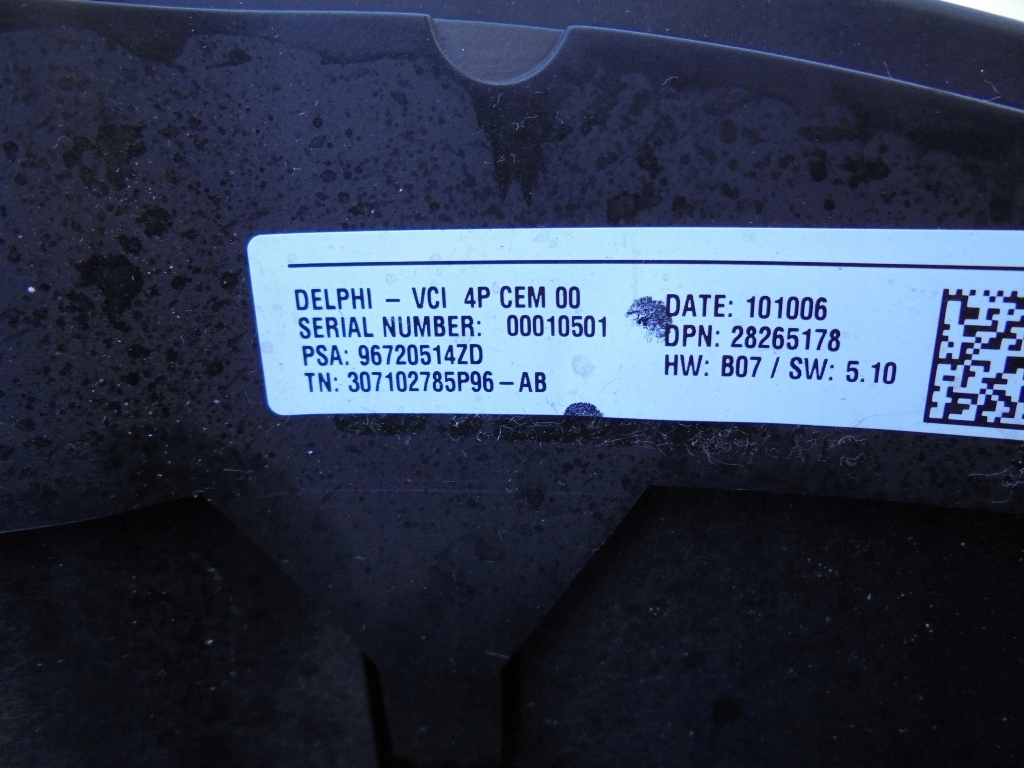 DELPHI - VCI 4P CEM 00
SERIAL NUMBER: 00010501
PSA: 96720514ZD
TN: 307102785P96-AB
DATE: 101006
DPN: 28265178
HW: B07 / SW: 5.10